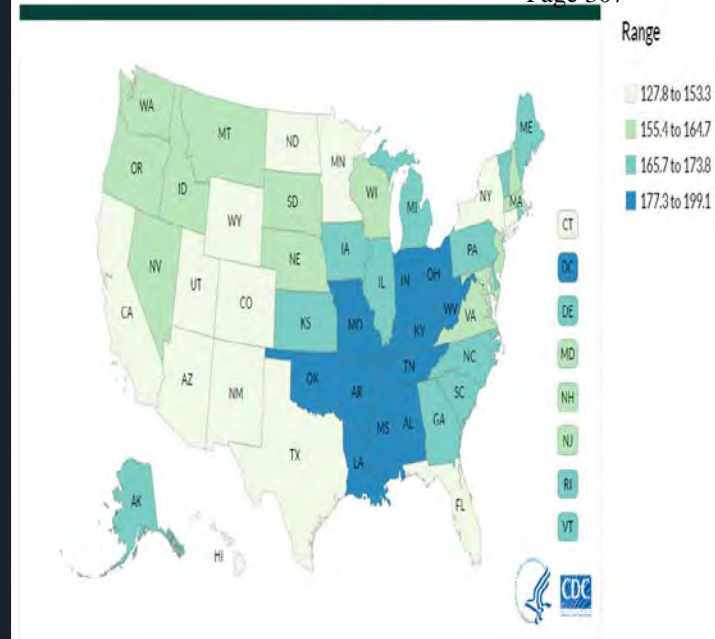 Range
127.8 to 153.3
155.4 to 164.7
165.7 to 173.8
177.3 to 199.1
WA
MT
ND
MN
ME
OR
ID
SD
WI
MI
NY
MA
WY
IA
PA
NV
UT
NE
IL
IN
OH
CO
KS
MO
WV
VA
CA
KY
AZ
NM
OK
AR
TN
NC
SC
MS
AL
GA
TX
LA
FL
AK
HI
CT
DC
DE
MD
NH
NJ
RI
VT
CDC